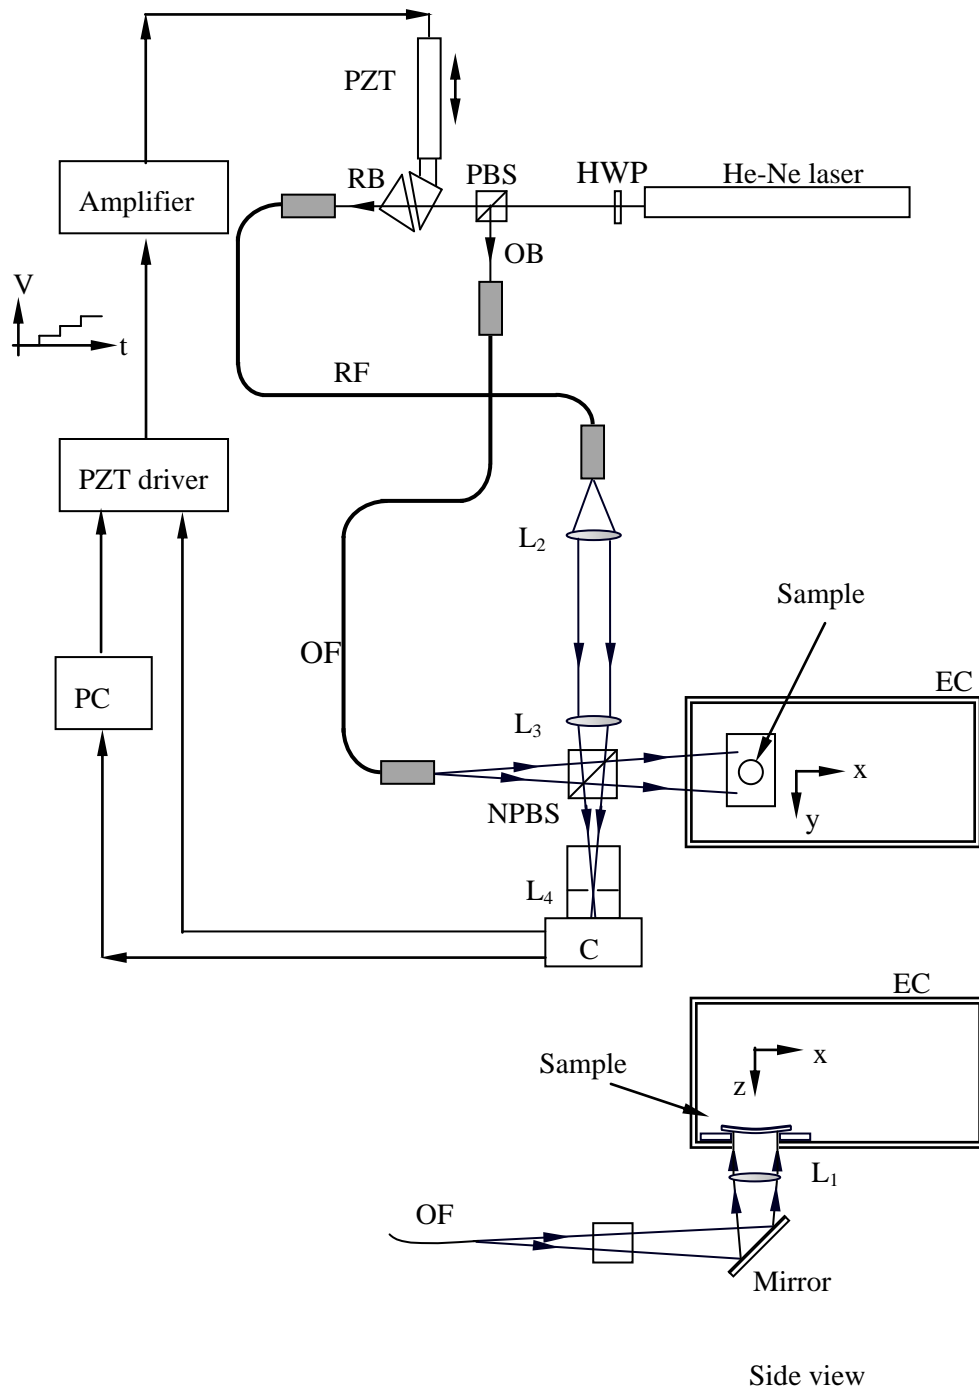 PZT
RB
PBS
HWP
He-Ne laser
Amplifier
OB
V
t
RF
PZT driver
L2
Sample
OF
EC
PC
L3
x
NPBS
y
L4
C
EC
Sample
x
z
L1
OF
Mirror
Side view